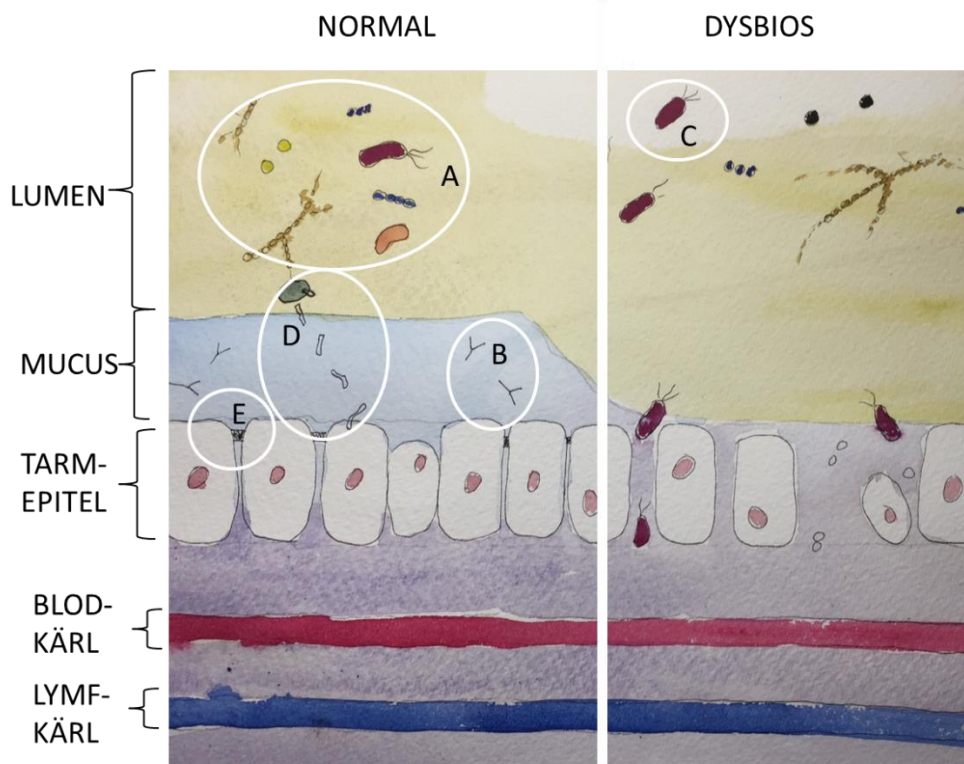 NORMAL
DYSBIOS
LUMEN
MUCUS
TARM-
EPITEL
BLOD-
KÄRL
LYMF-
KÄRL
A
B
C
D
E